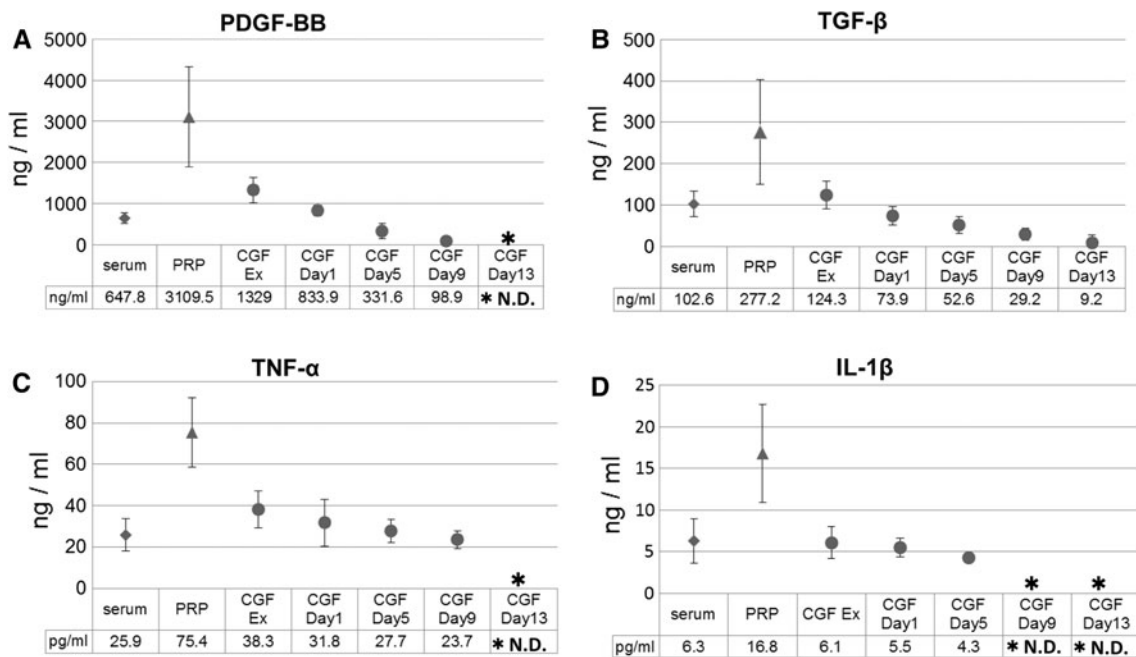 A
PDGF-BB
5000
4000
3000
2000
1000
0
ng / ml
serum PRP CGF Ex CGF Day1 CGF Day5 CGF Day9 CGF Day13
ng/ml 647.8 3109.5 1329 833.9 331.6 98.9 * N.D.
*
B
TGF-β
500
400
300
200
100
0
ng / ml
serum PRP CGF Ex CGF Day1 CGF Day5 CGF Day9 CGF Day13
ng/ml 102.6 277.2 124.3 73.9 52.6 29.2 9.2
C
TNF-α
100
80
60
40
20
0
ng / ml
*
serum PRP CGF Ex CGF Day1 CGF Day5 CGF Day9 CGF Day13
pg/ml 25.9 75.4 38.3 31.8 27.7 23.7 * N.D.
D
IL-1β
25
20
15
10
5
0
ng / ml
* *
serum PRP CGF Ex CGF Day1 CGF Day5 CGF Day9 CGF Day13
pg/ml 6.3 16.8 6.1 5.5 4.3 * N.D. * N.D.